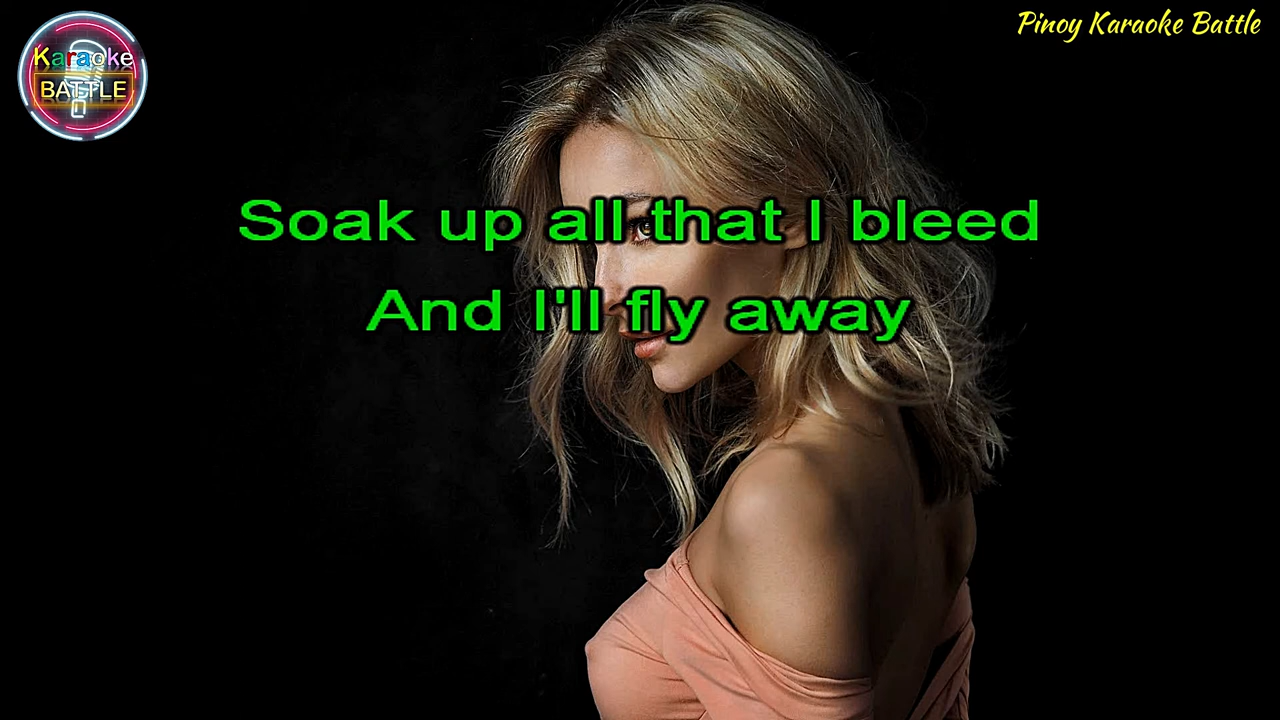 Pinoy Karaoke Battle
Karaoke
BATTLE
Soak up all that I bleed
And I'll fly away